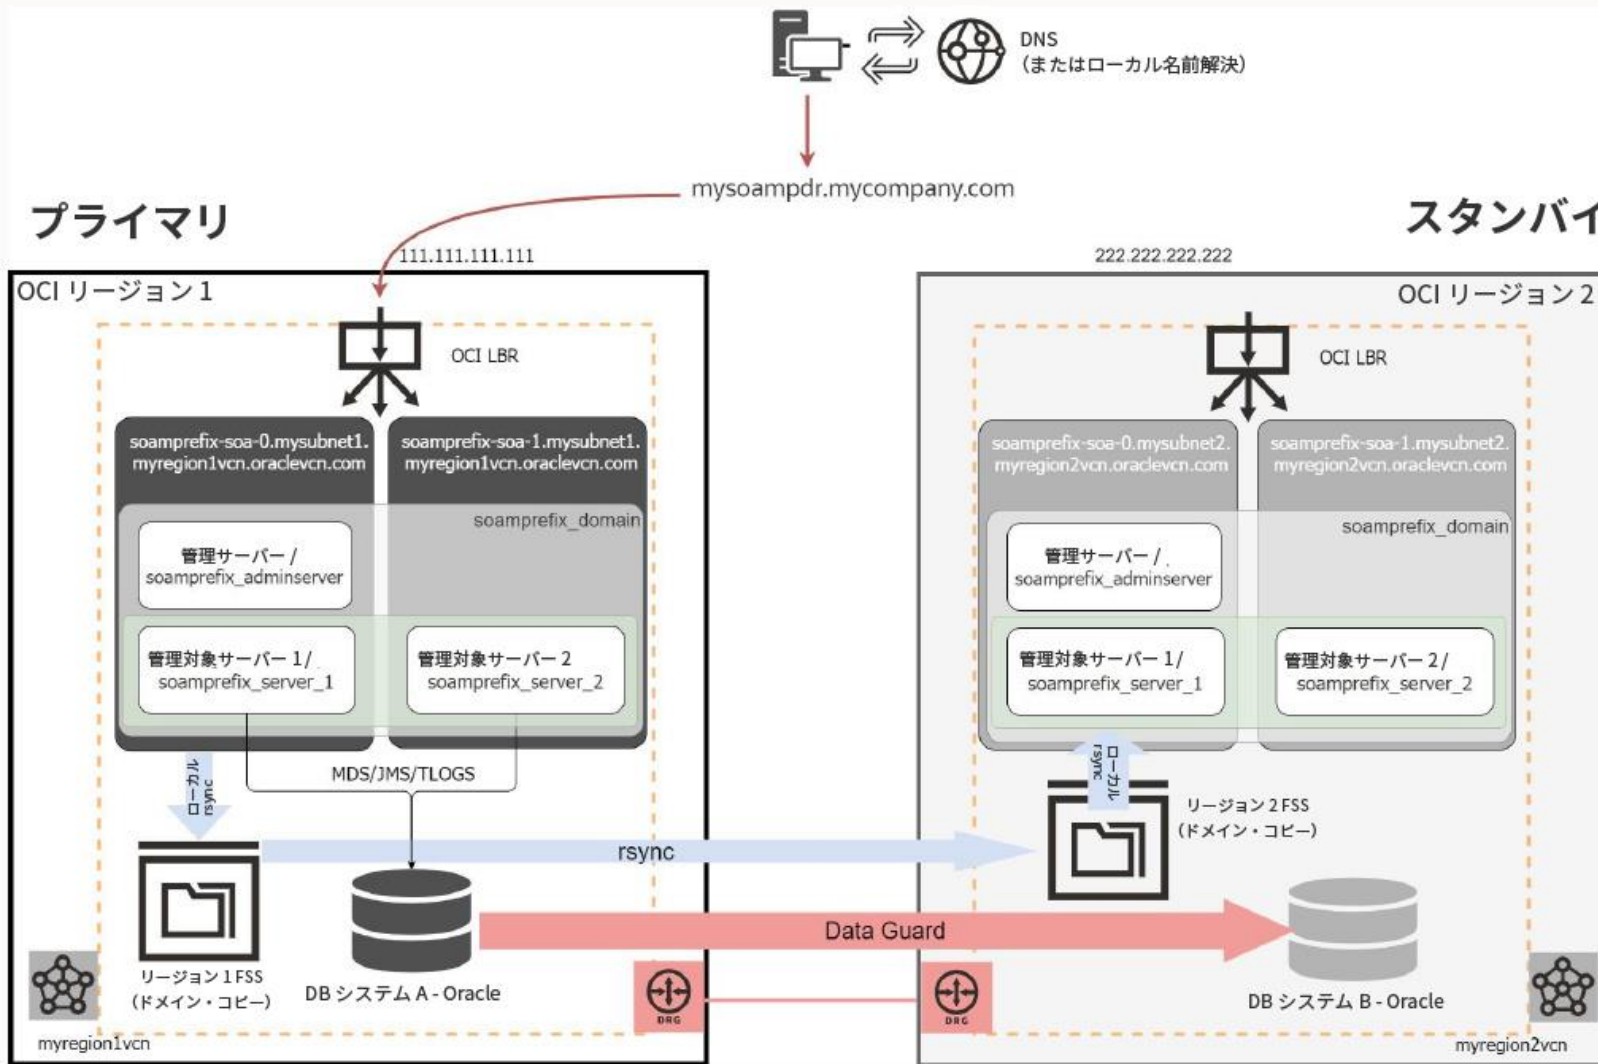 DNS
（またはローカル名前解決）
mysoampdr.mycompany.com
プライマリ
スタンバイ
111.111.111.111
222.222.222.222
OCI リージョン 1
OCI リージョン 2
OCI LBR
OCI LBR
soamprefix-soa-0.mysubnet1.
myregion1vcn.oraclevcn.com
soamprefix-soa-1.mysubnet1.
myregion1vcn.oraclevcn.com
soamprefix-soa-0.mysubnet2.
myregion2vcn.oraclevcn.com
soamprefix-soa-1.mysubnet2.
myregion2vcn.oraclevcn.com
soamprefix_domain
soamprefix_domain
管理サーバー /
soamprefix_adminserver
管理サーバー /
soamprefix_adminserver
管理対象サーバー 1/
soamprefix_server_1
管理対象サーバー 2
soamprefix_server_2
管理対象サーバー 1/
soamprefix_server_1
管理対象サーバー 2/
soamprefix_server_2
ローカル
rsync
MDS/JMS/TLOGS
ローカル
rsync
リージョン 2 FSS
（ドメイン・コピー）
rsync
Data Guard
リージョン 1 FSS
（ドメイン・コピー）
DB システム A - Oracle
DRG
DRG
DB システム B - Oracle
myregion1vcn
myregion2vcn